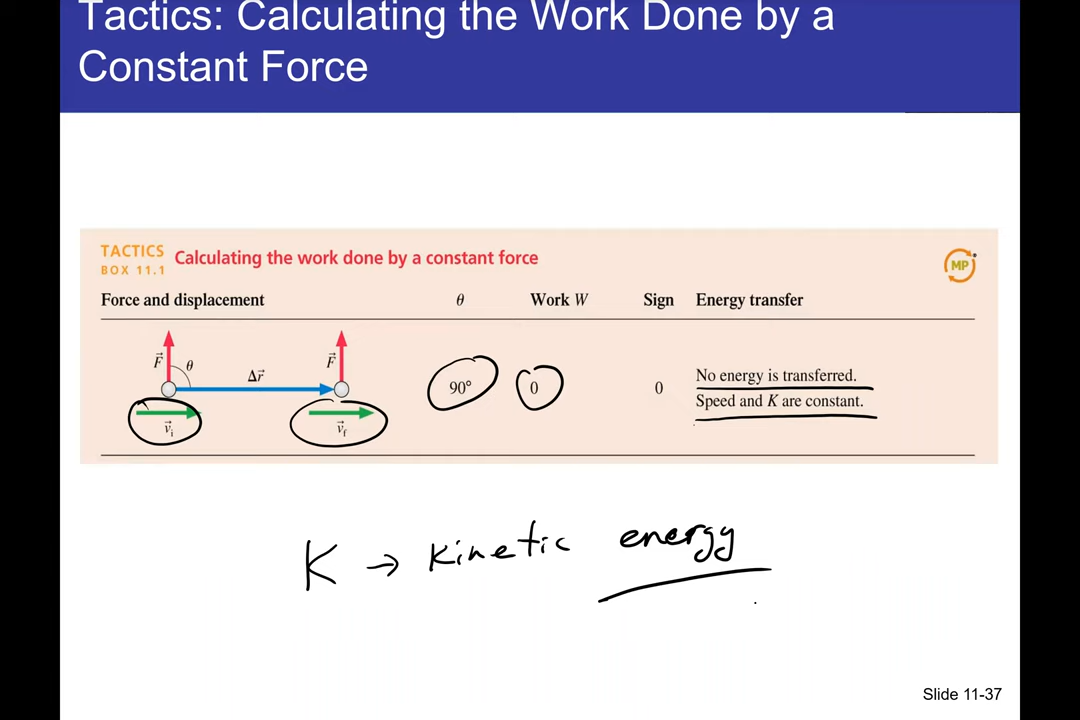 Tactics: Calculating the Work Done by a
Constant Force
TACTICS
BOX 11.1
Calculating the work done by a constant force
MP
Force and displacement θ Work W Sign Energy transfer
F⃗ θ Δr⃗ F⃗
90° 0 0
No energy is transferred.
Speed and K are constant.
v⃗i v⃗f
K → Kinetic energy
Slide 11-37